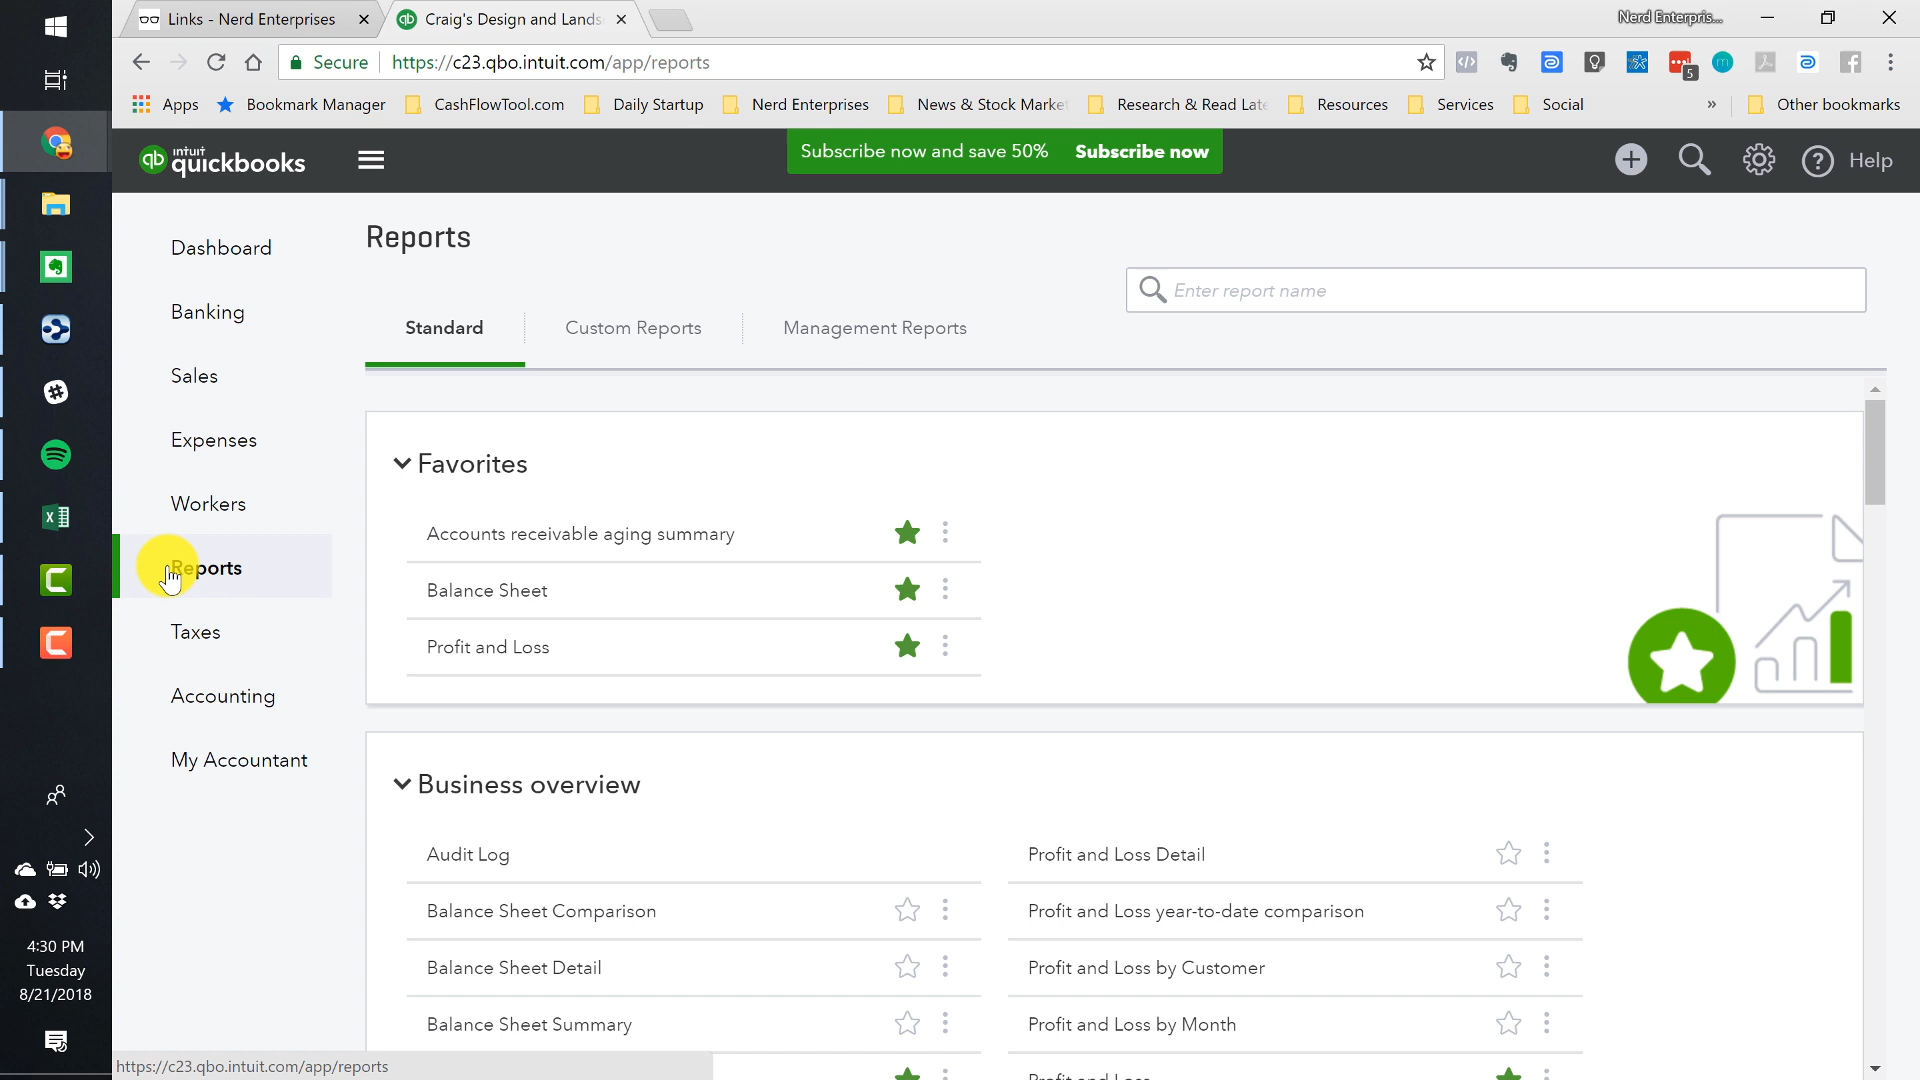 Links - Nerd Enterprises
Craig's Design and Lands
Nerd Enterpris...
Secure
https://c23.qbo.intuit.com/app/reports
5
Apps
Bookmark Manager
CashFlowTool.com
Daily Startup
Nerd Enterprises
News & Stock Marke
Research & Read Late
Resources
Services
Social
»
Other bookmarks
intuit
quickbooks
Subscribe now and save 50% Subscribe now
Help
Dashboard
Banking
Sales
Expenses
Workers
Reports
Taxes
Accounting
My Accountant
Reports
Enter report name
Standard
Custom Reports
Management Reports
Favorites
Accounts receivable aging summary
Balance Sheet
Profit and Loss
Business overview
Audit Log
Balance Sheet Comparison
Balance Sheet Detail
Balance Sheet Summary
Profit and Loss Detail
Profit and Loss year-to-date comparison
Profit and Loss by Customer
Profit and Loss by Month
Profit and Loss
https://c23.qbo.intuit.com/app/reports
4:30 PM
Tuesday
8/21/2018